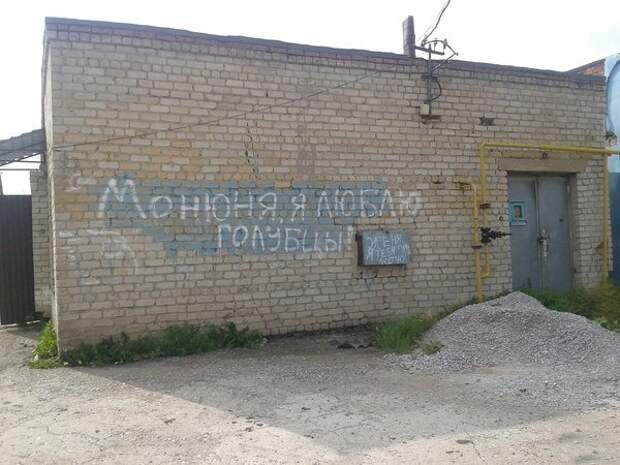 Монюня, я люблю
голубцы!